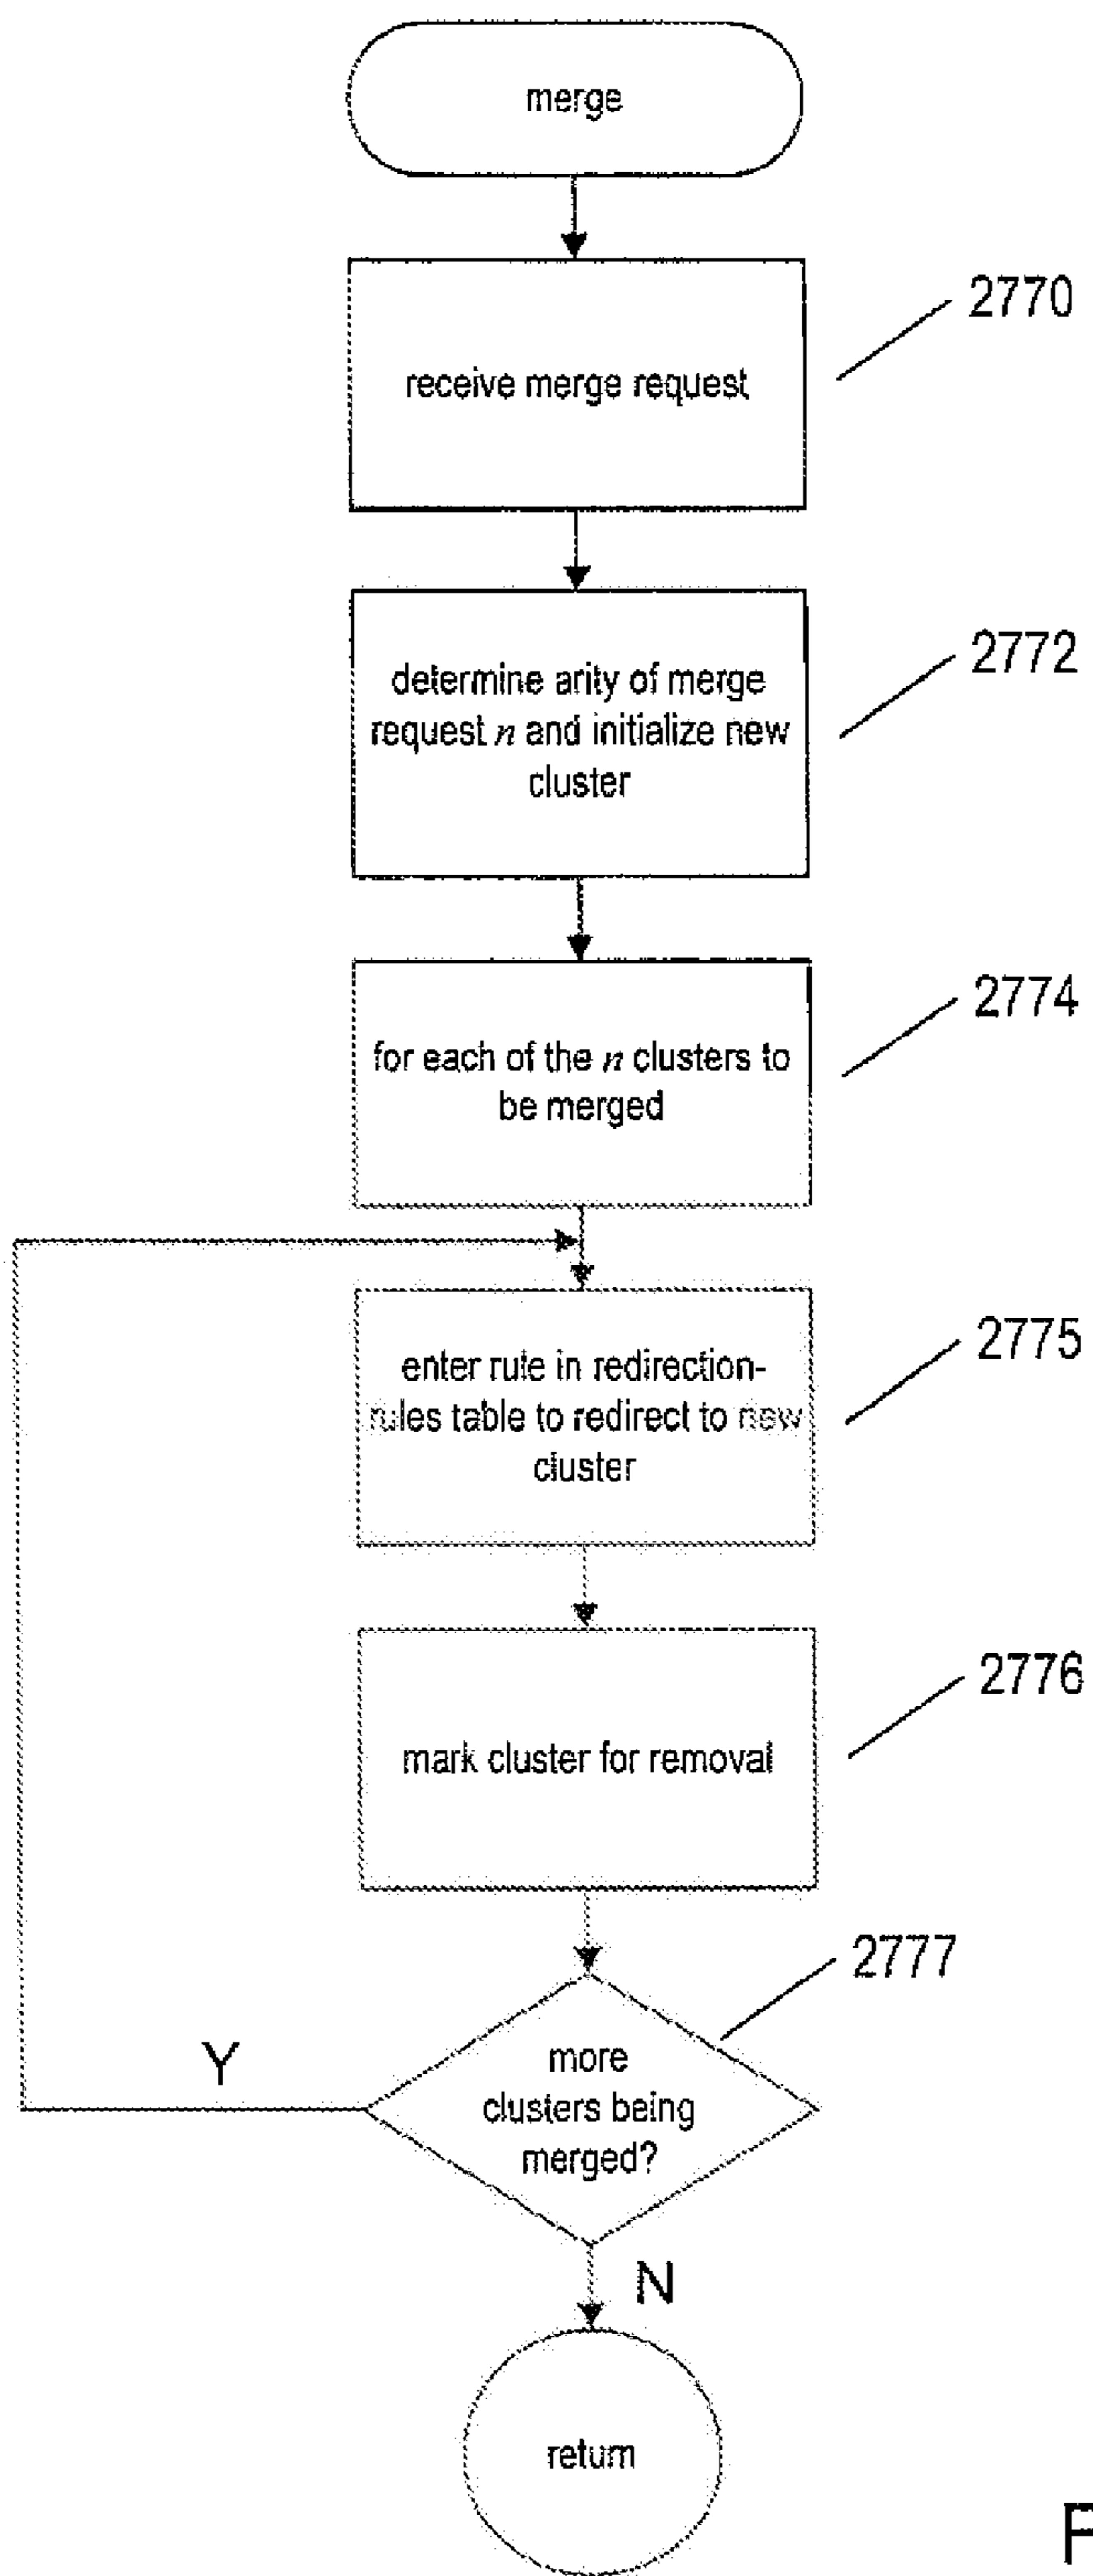 merge
receive merge request
2770
determine arity of merge
request n and initialize new
cluster
2772
for each of the n clusters to
be merged
2774
enter rule in redirection-
rules table to redirect to new
cluster
2775
mark cluster for removal
2776
more
clusters being
merged?
2777
Y
N
return